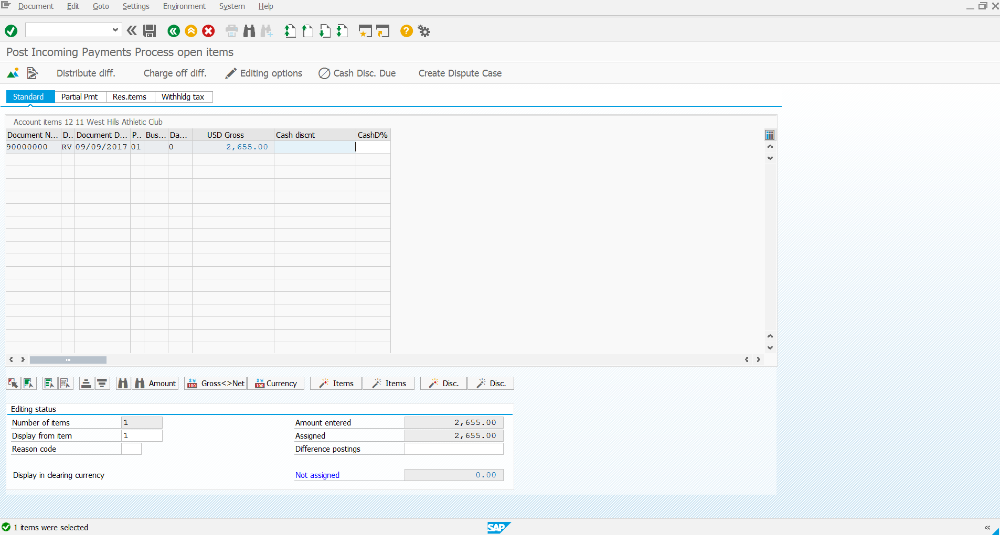 Document Edit Goto Settings Environment System Help
Post Incoming Payments Process open items
Distribute diff. Charge off diff. Editing options Cash Disc. Due Create Dispute Case
Standard Partial Pmt Res.items Withhldg tax
Account items 12 11 West Hills Athletic Club
Document N... D.. Document D... P.. Bus... Da... USD Gross Cash discnt CashD%
90000000 RV 09/09/2017 01 0 2,655.00
Amount Gross<>Net Currency Items Items Disc. Disc.
Editing status
Number of items 1 Amount entered 2,655.00
Display from item 1 Assigned 2,655.00
Reason code Difference postings
Display in clearing currency Not assigned 0.00
1 items were selected SAP